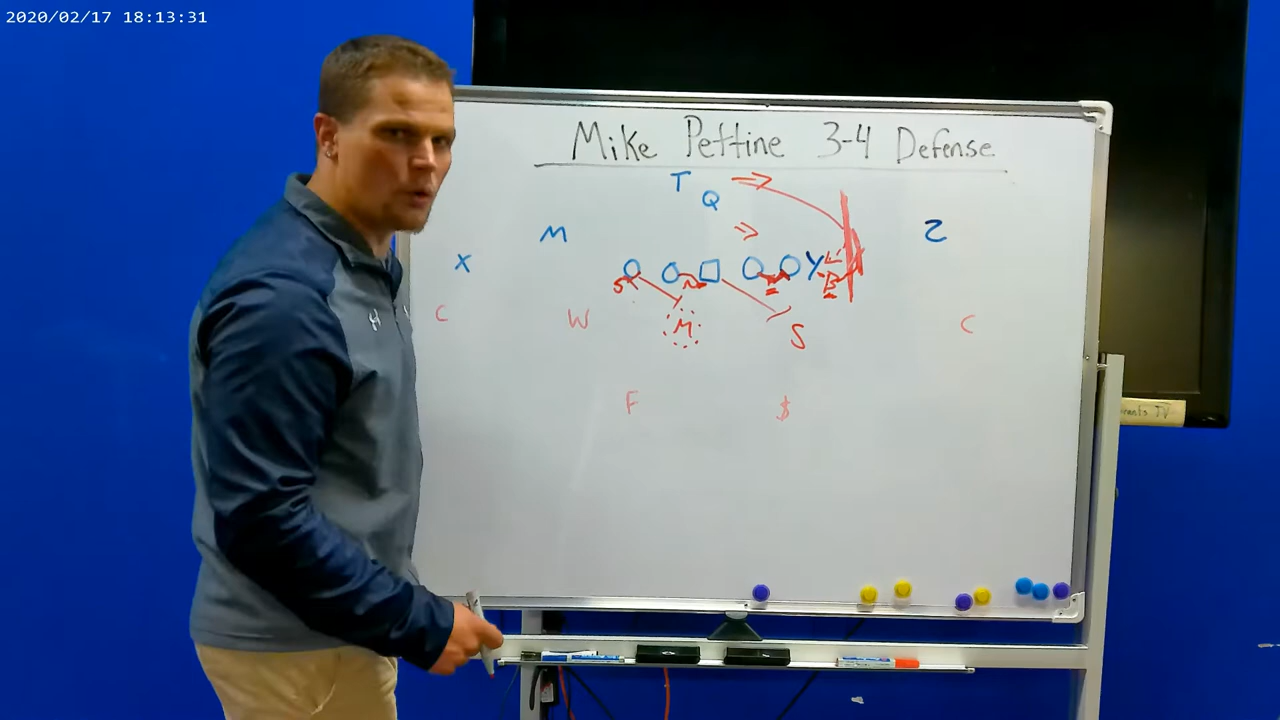 2020/02/17 18:13:31
Mike Pettine 3-4 Defense
T
Q
M
Z
X
Y
B
C
W
M
S
C
F
$